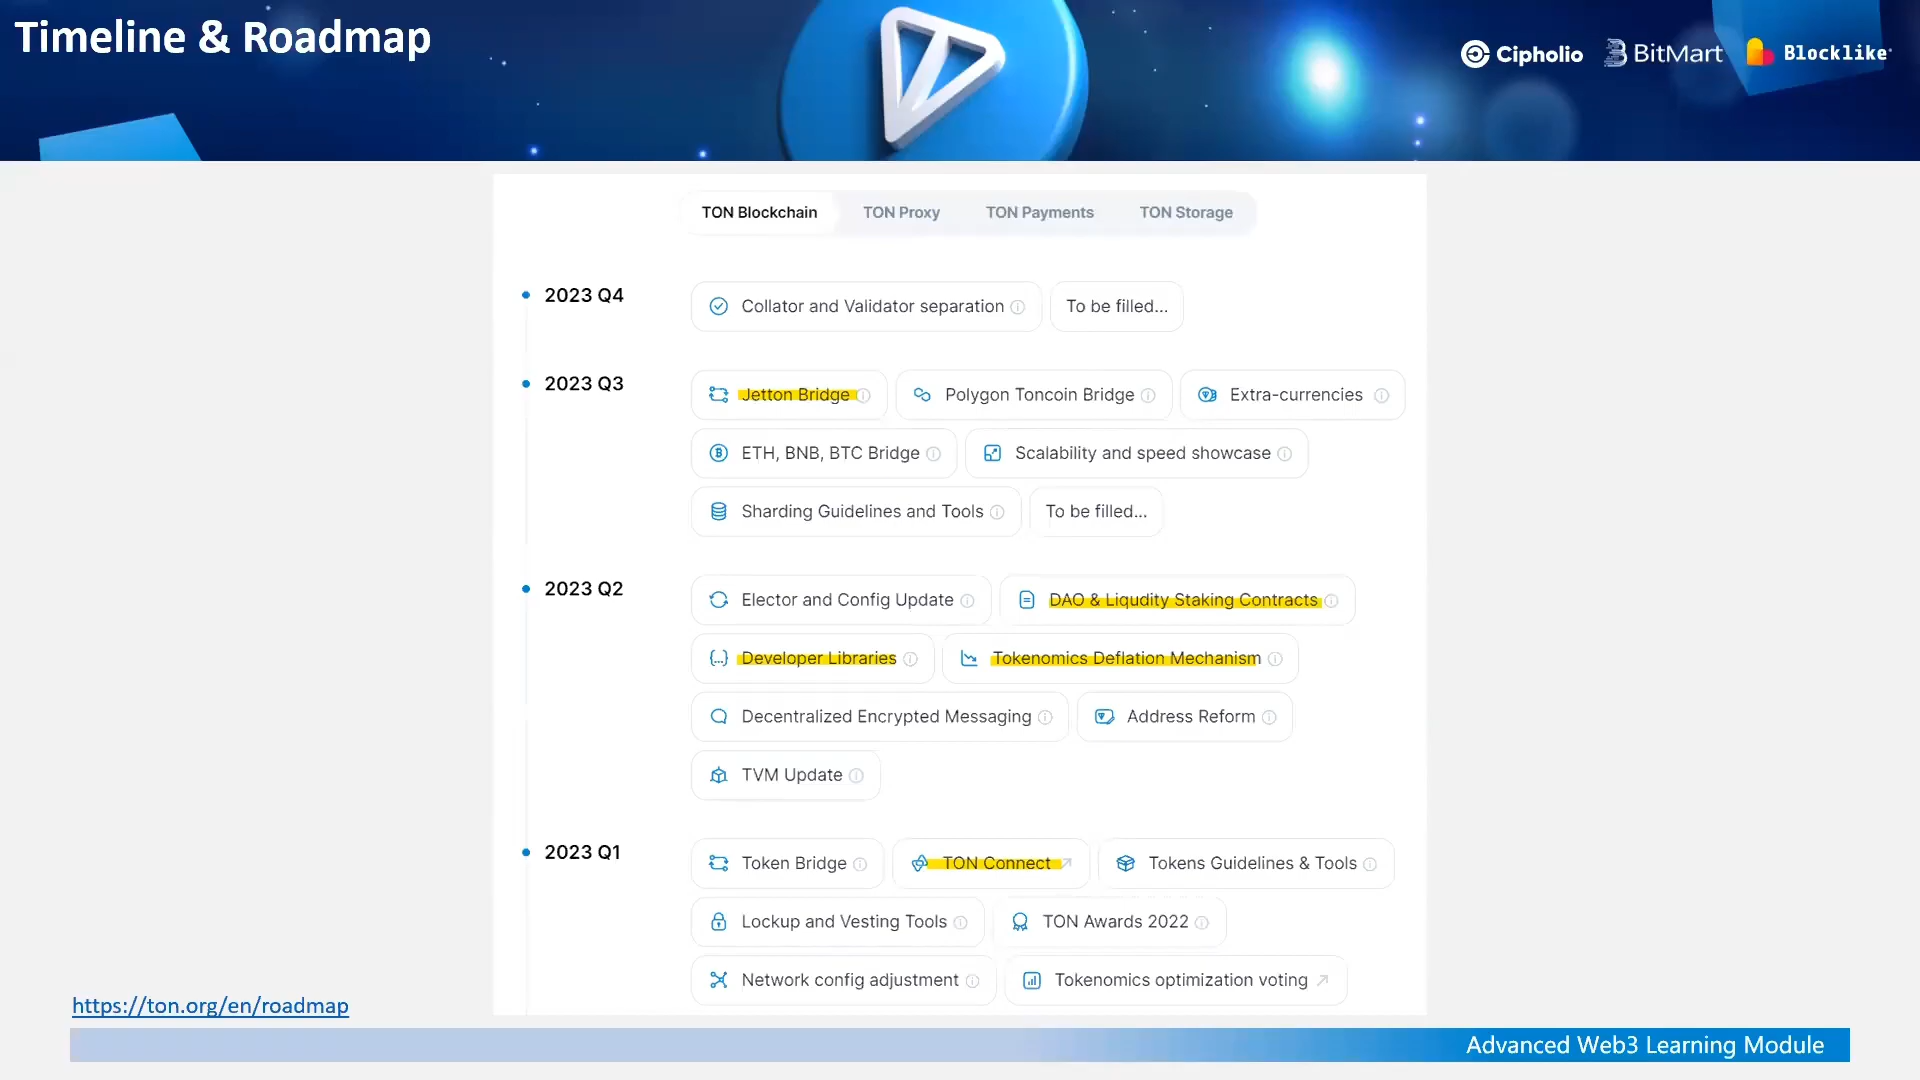 Timeline & Roadmap
Cipholio BitMart Blocklike
TON Blockchain TON Proxy TON Payments TON Storage
2023 Q4
Collator and Validator separation To be filled...
2023 Q3
Jetton Bridge Polygon Toncoin Bridge Extra-currencies
ETH, BNB, BTC Bridge Scalability and speed showcase
Sharding Guidelines and Tools To be filled...
2023 Q2
Elector and Config Update DAO & Liqudity Staking Contracts
Developer Libraries Tokenomics Deflation Mechanism
Decentralized Encrypted Messaging Address Reform
TVM Update
2023 Q1
Token Bridge TON Connect Tokens Guidelines & Tools
Lockup and Vesting Tools TON Awards 2022
Network config adjustment Tokenomics optimization voting
https://ton.org/en/roadmap
Advanced Web3 Learning Module